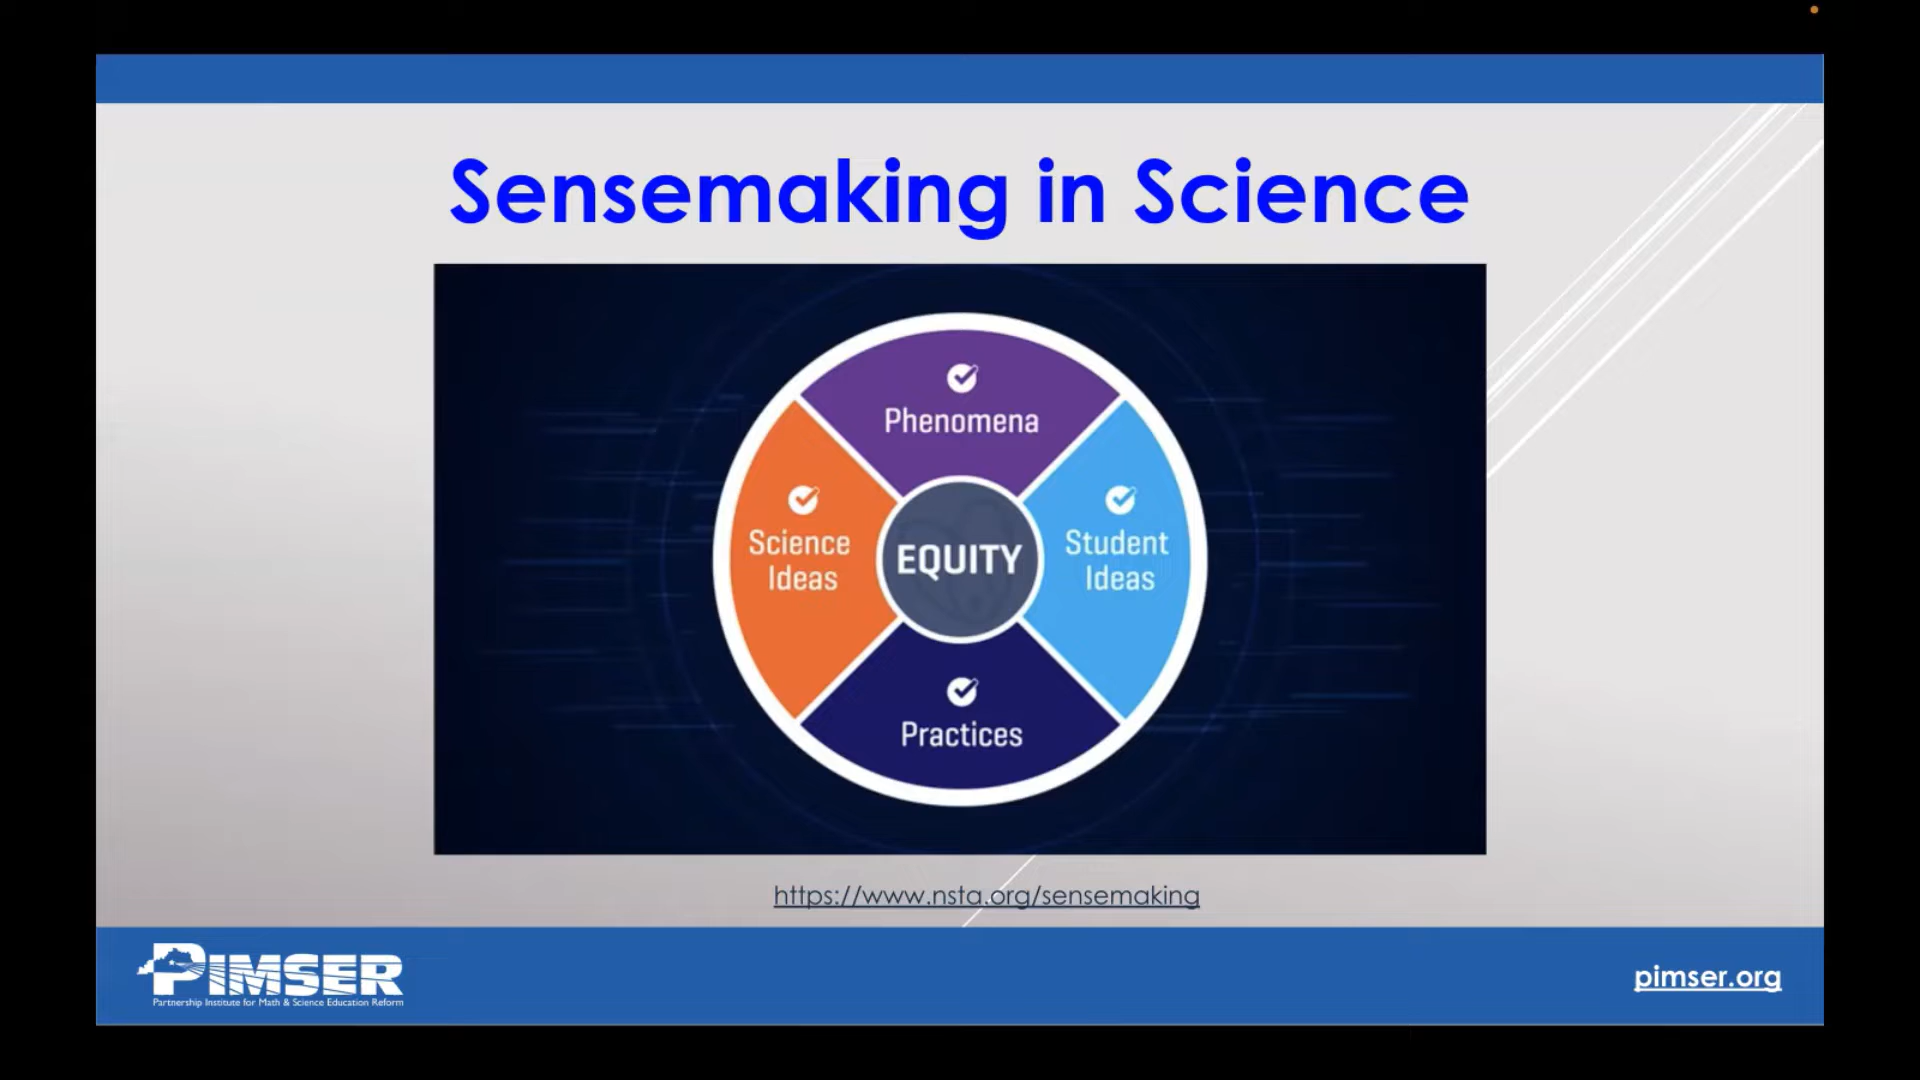 Sensemaking in Science
Phenomena
Science
Ideas
EQUITY
Student
Ideas
Practices
https://www.nsta.org/sensemaking
PIMSER
Partnership Institute for Math & Science Education Reform
pimser.org